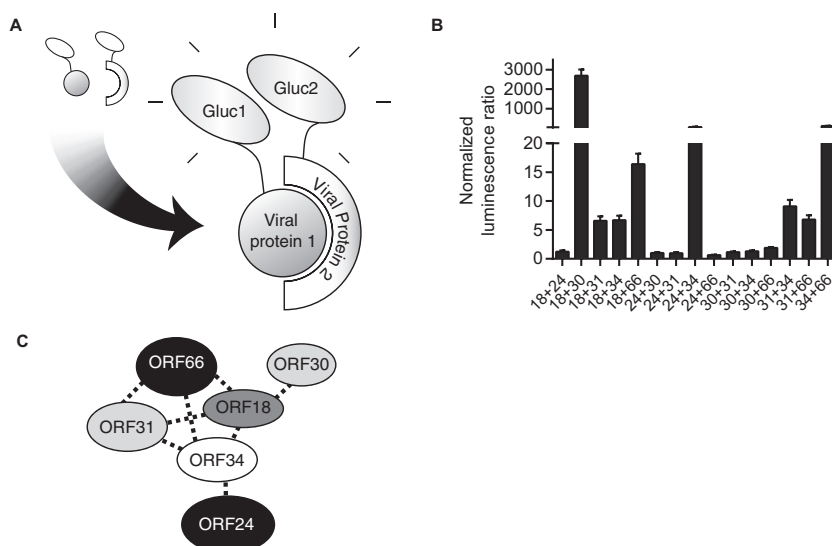 A
Gluc1
Gluc2
Viral
protein 1
Viral Protein 2
B
Normalized
luminescence ratio
3000
2000
1000
20
15
10
5
0
18+24
18+30
18+31
18+34
18+66
24+30
24+31
24+34
24+66
30+31
30+34
30+66
31+34
31+66
34+66
C
ORF66
ORF30
ORF18
ORF31
ORF34
ORF24